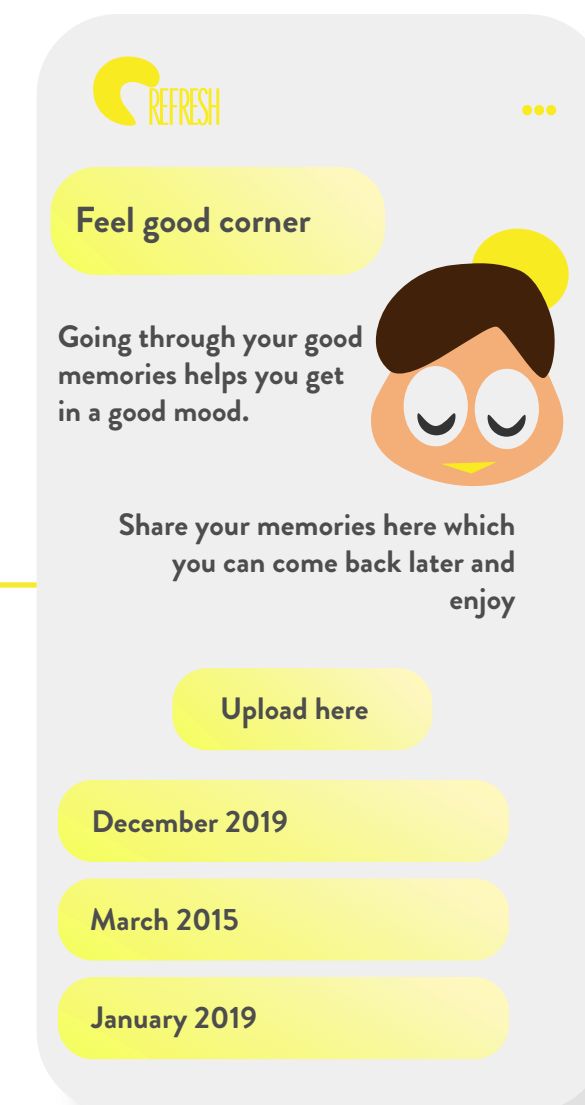 REFRESH
Feel good corner
Going through your good
memories helps you get
in a good mood.
Share your memories here which
you can come back later and
enjoy
Upload here
December 2019
March 2015
January 2019